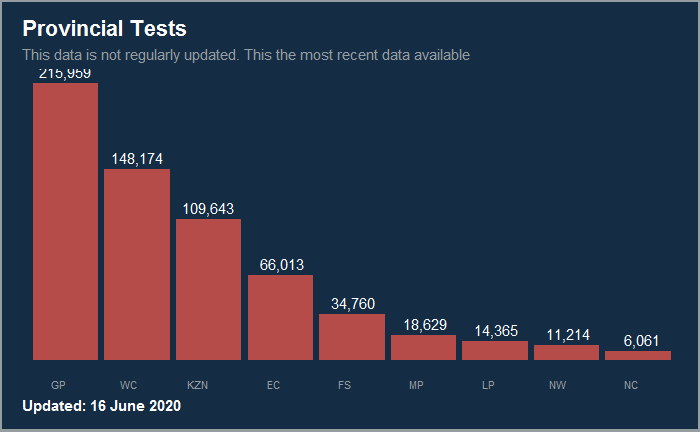 Provincial Tests
This data is not regularly updated. This the most recent data available
215,959
148,174
109,643
66,013
34,760
18,629
14,365
11,214
6,061
GP WC KZN EC FS MP LP NW NC
Updated: 16 June 2020